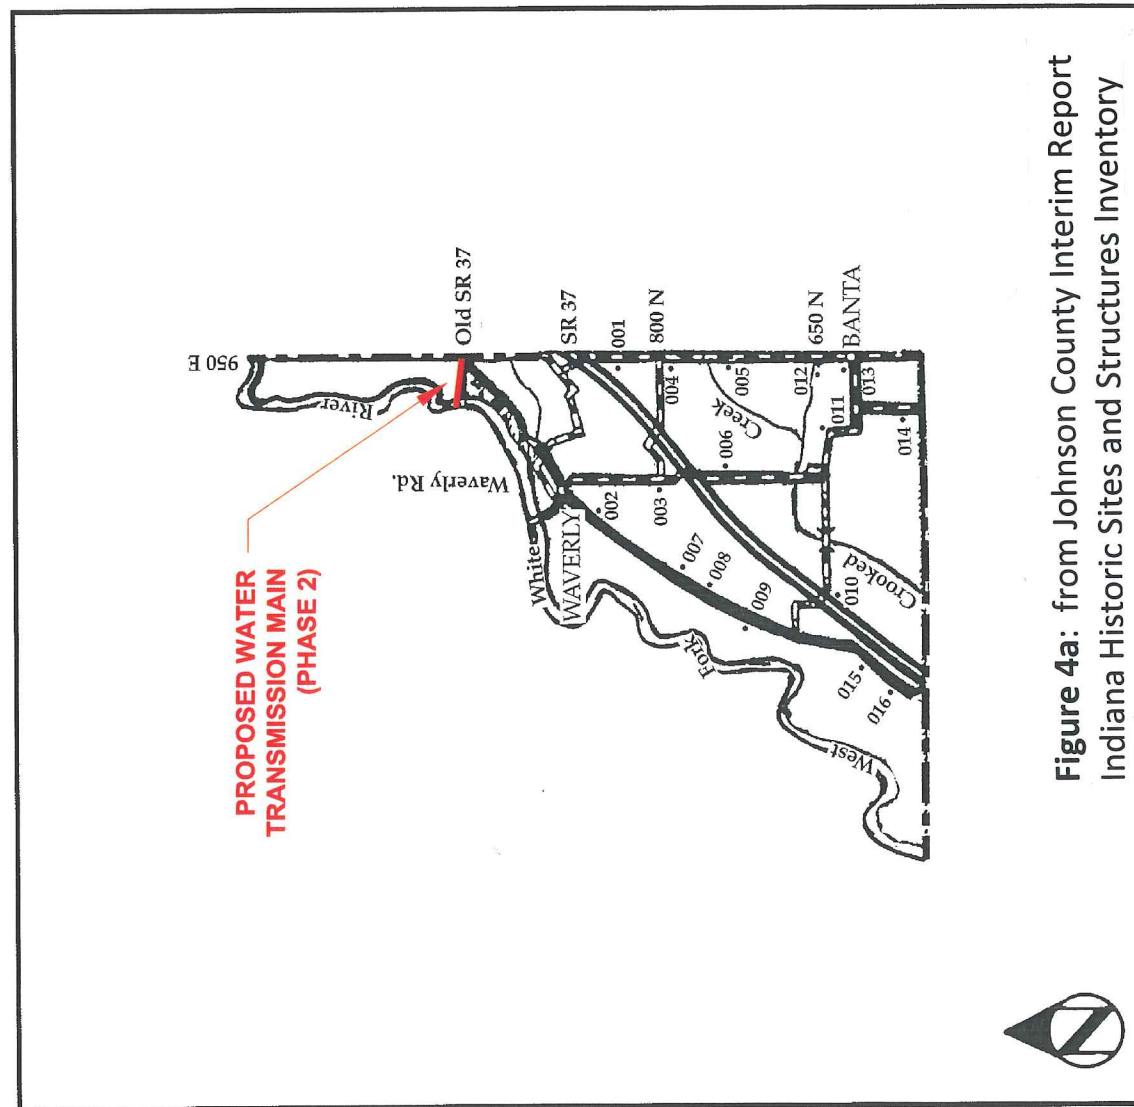 950 E
River
Old SR 37
PROPOSED WATER
TRANSMISSION MAIN
(PHASE 2)
Waverly Rd.
SR 37
White
WAVERLY
001
002
800 N
003
004
Creek
005
006
007
008
009
Fork
650 N
012
BANTA
013
011
014
010
Crooked
015
016
West
N
Figure 4a: from Johnson County Interim Report
Indiana Historic Sites and Structures Inventory